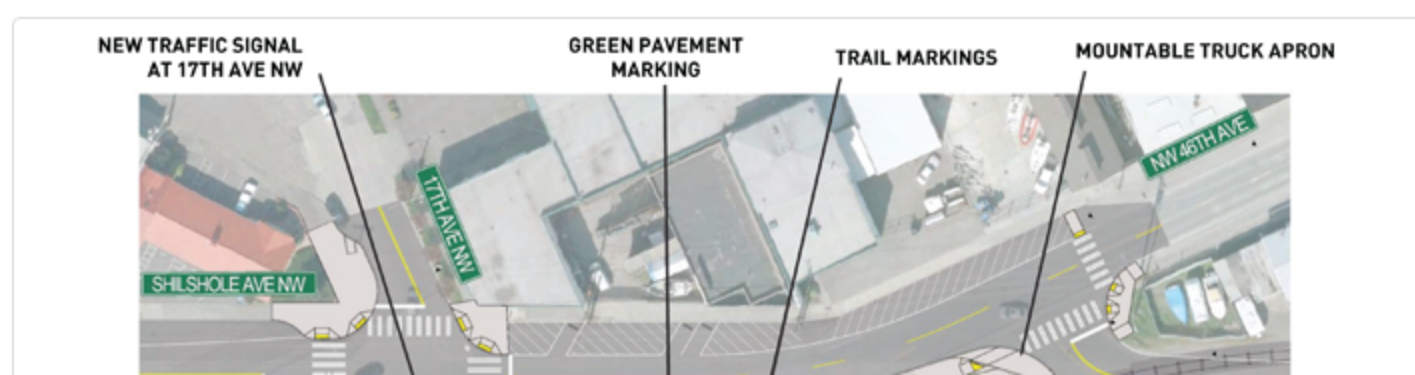 NEW TRAFFIC SIGNAL
AT 17TH AVE NW
GREEN PAVEMENT
MARKING
TRAIL MARKINGS
MOUNTABLE TRUCK APRON
NW 46TH AVE
17TH AVE NW
SHILSHOLE AVE NW